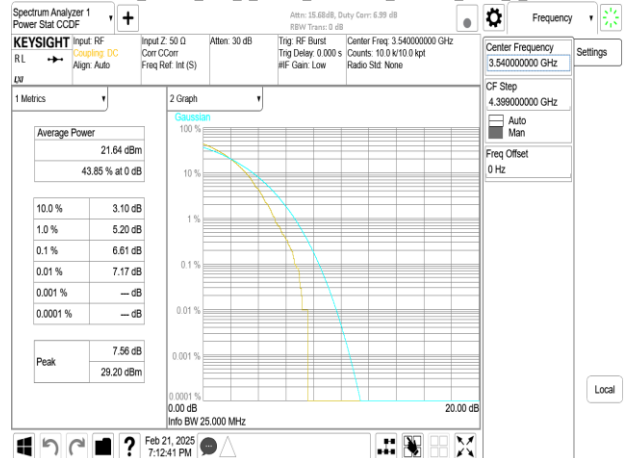 Spectrum Analyzer 1
Power Stat CCDF
Attn: 15.68dB, Duty Corr: 6.99 dB
RBW Trans: 0 dB
Frequency
KEYSIGHT
RL
Input: RF
Coupling: DC
Align: Auto
Input Z: 50 Ω
Corr CCorr
Freq Ref: Int (S)
Atten: 30 dB
Trig: RF Burst
Trig Delay: 0.000 s
#IF Gain: Low
Center Freq: 3.540000000 GHz
Counts: 10.0 k/10.0 kpt
Radio Std: None
Center Frequency
3.540000000 GHz
Settings
CF Step
4.399000000 GHz
Auto
Man
Freq Offset
0 Hz
1 Metrics
Average Power
21.64 dBm
43.85 % at 0 dB
10.0 % 3.10 dB
1.0 % 5.20 dB
0.1 % 6.61 dB
0.01 % 7.17 dB
0.001 % --- dB
0.0001 % --- dB
Peak
7.56 dB
29.20 dBm
2 Graph
Gaussian
100 %
10 %
1 %
0.1 %
0.01 %
0.001 %
0.0001 %
0.00 dB
20.00 dB
Info BW 25.000 MHz
Local
?
Feb 21, 2025
7:12:41 PM